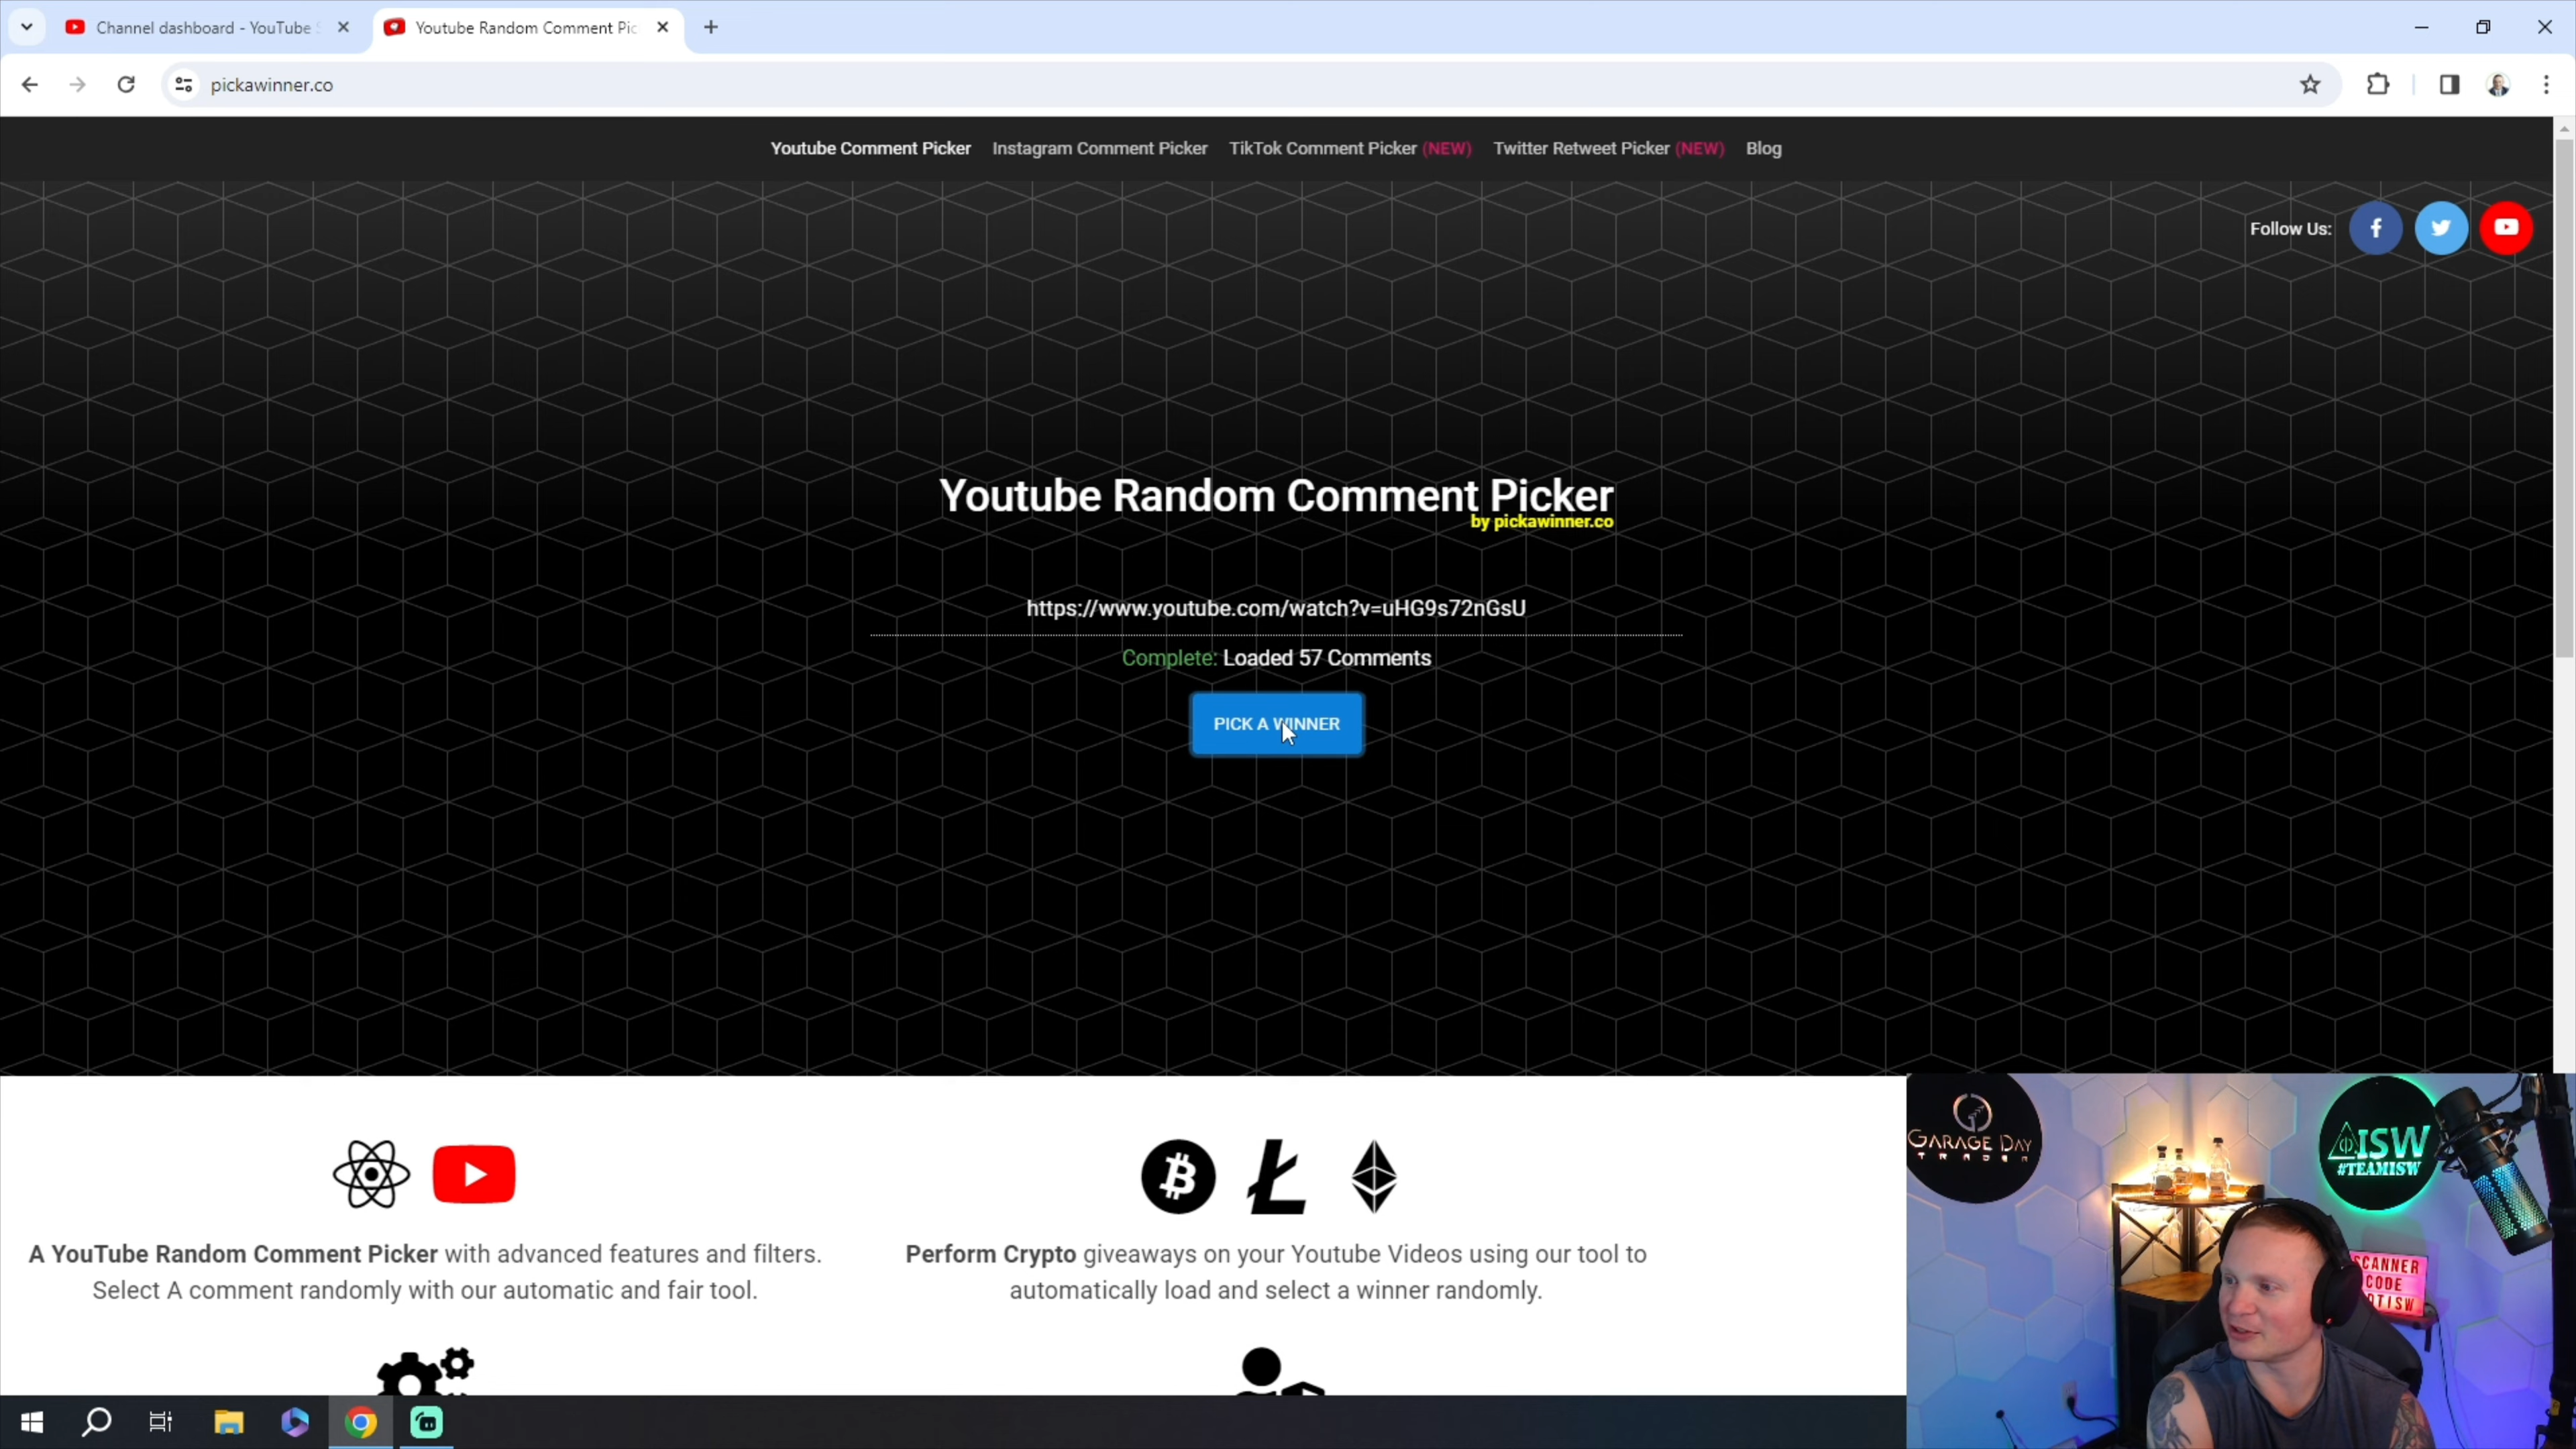 Channel dashboard - YouTube S
Youtube Random Comment Pic
pickawinner.co
Youtube Comment Picker Instagram Comment Picker TikTok Comment Picker (NEW) Twitter Retweet Picker (NEW) Blog
Follow Us:
Youtube Random Comment Picker
by pickawinner.co
https://www.youtube.com/watch?v=uHG9s72nGsU
Complete: Loaded 57 Comments
PICK A WINNER
A YouTube Random Comment Picker with advanced features and filters.
Select A comment randomly with our automatic and fair tool.
Perform Crypto giveaways on your Youtube Videos using our tool to
automatically load and select a winner randomly.
GARAGE DAY
TRADER
ISW
#TEAMISW
SCANNER
CODE